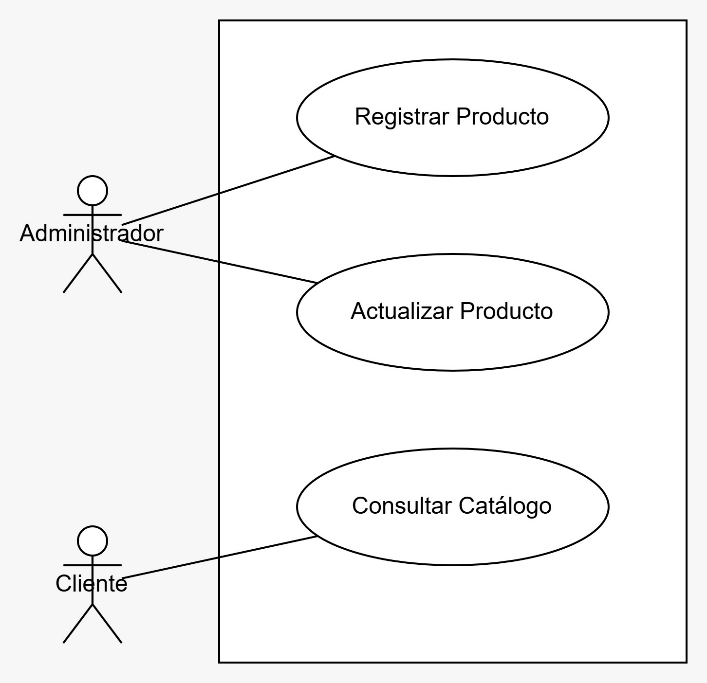 Registrar Producto
Administrador
Actualizar Producto
Consultar Catálogo
Cliente